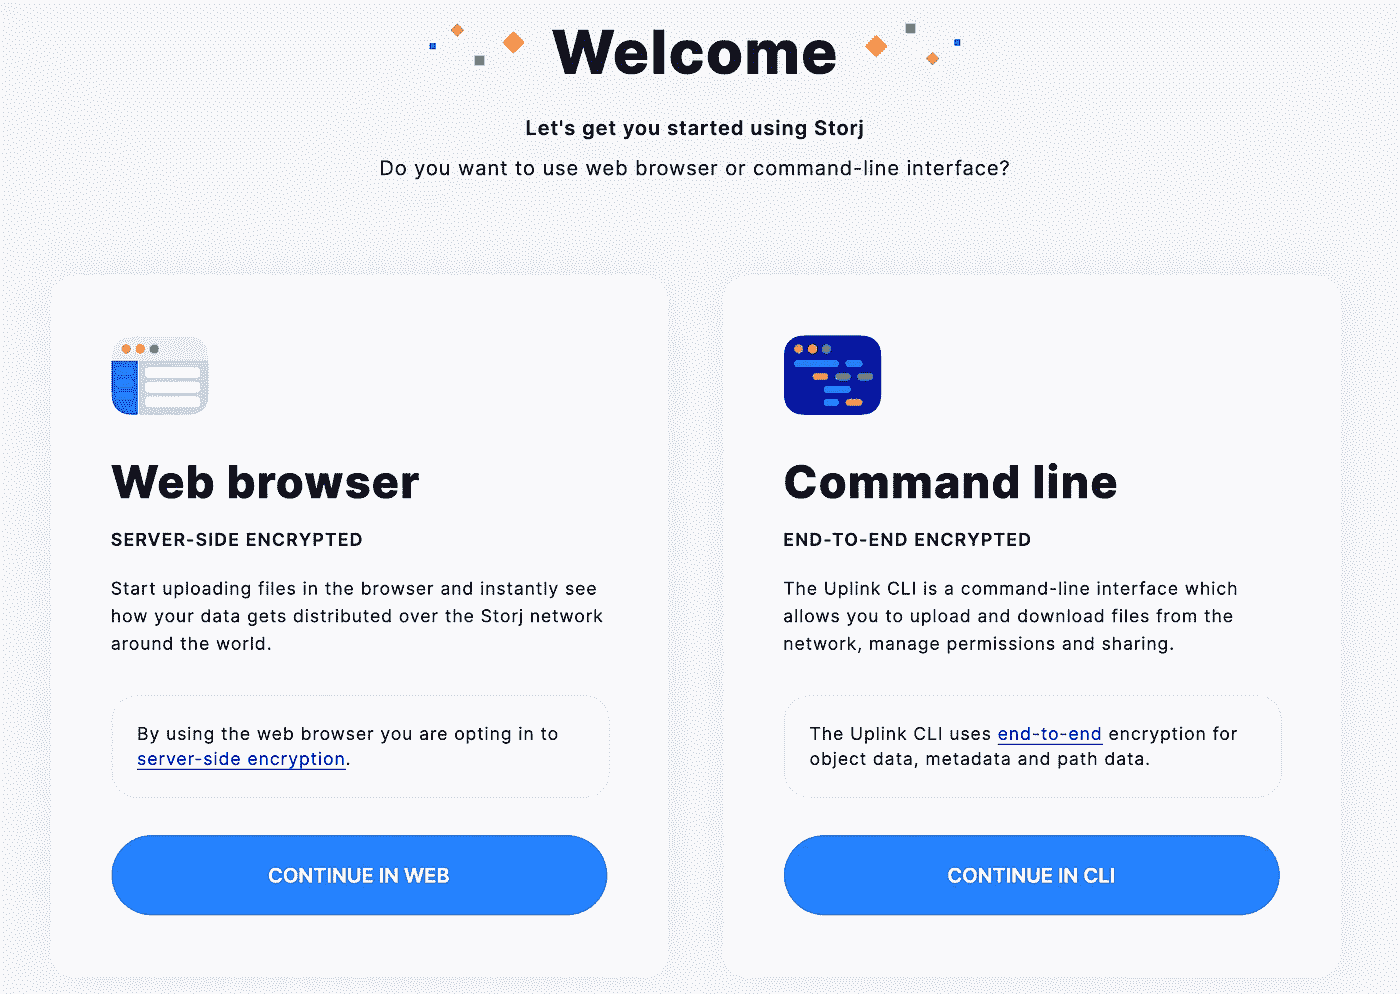 Welcome
Let's get you started using Storj
Do you want to use web browser or command-line interface?
Web browser
SERVER-SIDE ENCRYPTED
Start uploading files in the browser and instantly see
how your data gets distributed over the Storj network
around the world.
By using the web browser you are opting in to
server-side encryption.
CONTINUE IN WEB
Command line
END-TO-END ENCRYPTED
The Uplink CLI is a command-line interface which
allows you to upload and download files from the
network, manage permissions and sharing.
The Uplink CLI uses end-to-end encryption for
object data, metadata and path data.
CONTINUE IN CLI